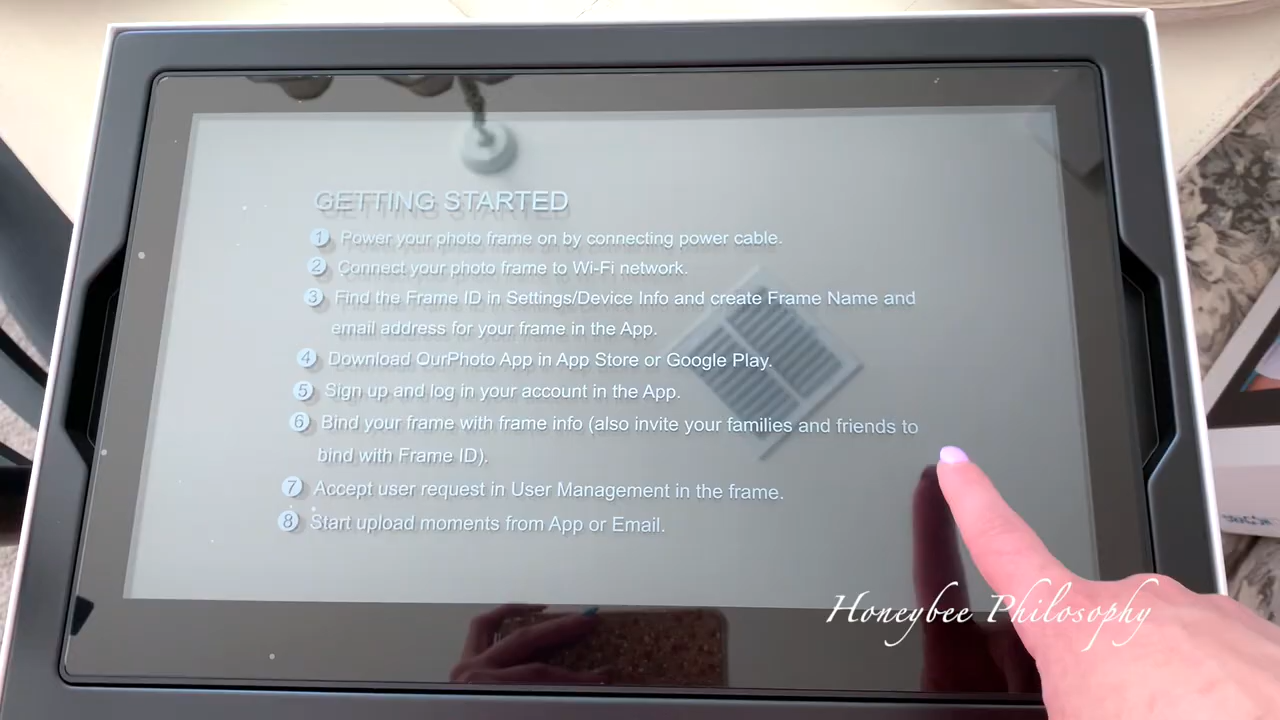 GETTING STARTED
1 Power your photo frame on by connecting power cable.
2 Connect your photo frame to Wi-Fi network.
3 Find the Frame ID in Settings/Device Info and create Frame Name and
email address for your frame in the App.
4 Download OurPhoto App in App Store or Google Play.
5 Sign up and log in your account in the App.
6 Bind your frame with frame info (also invite your families and friends to
bind with Frame ID).
7 Accept user request in User Management in the frame.
8 Start upload moments from App or Email.
Honeybee Philosophy